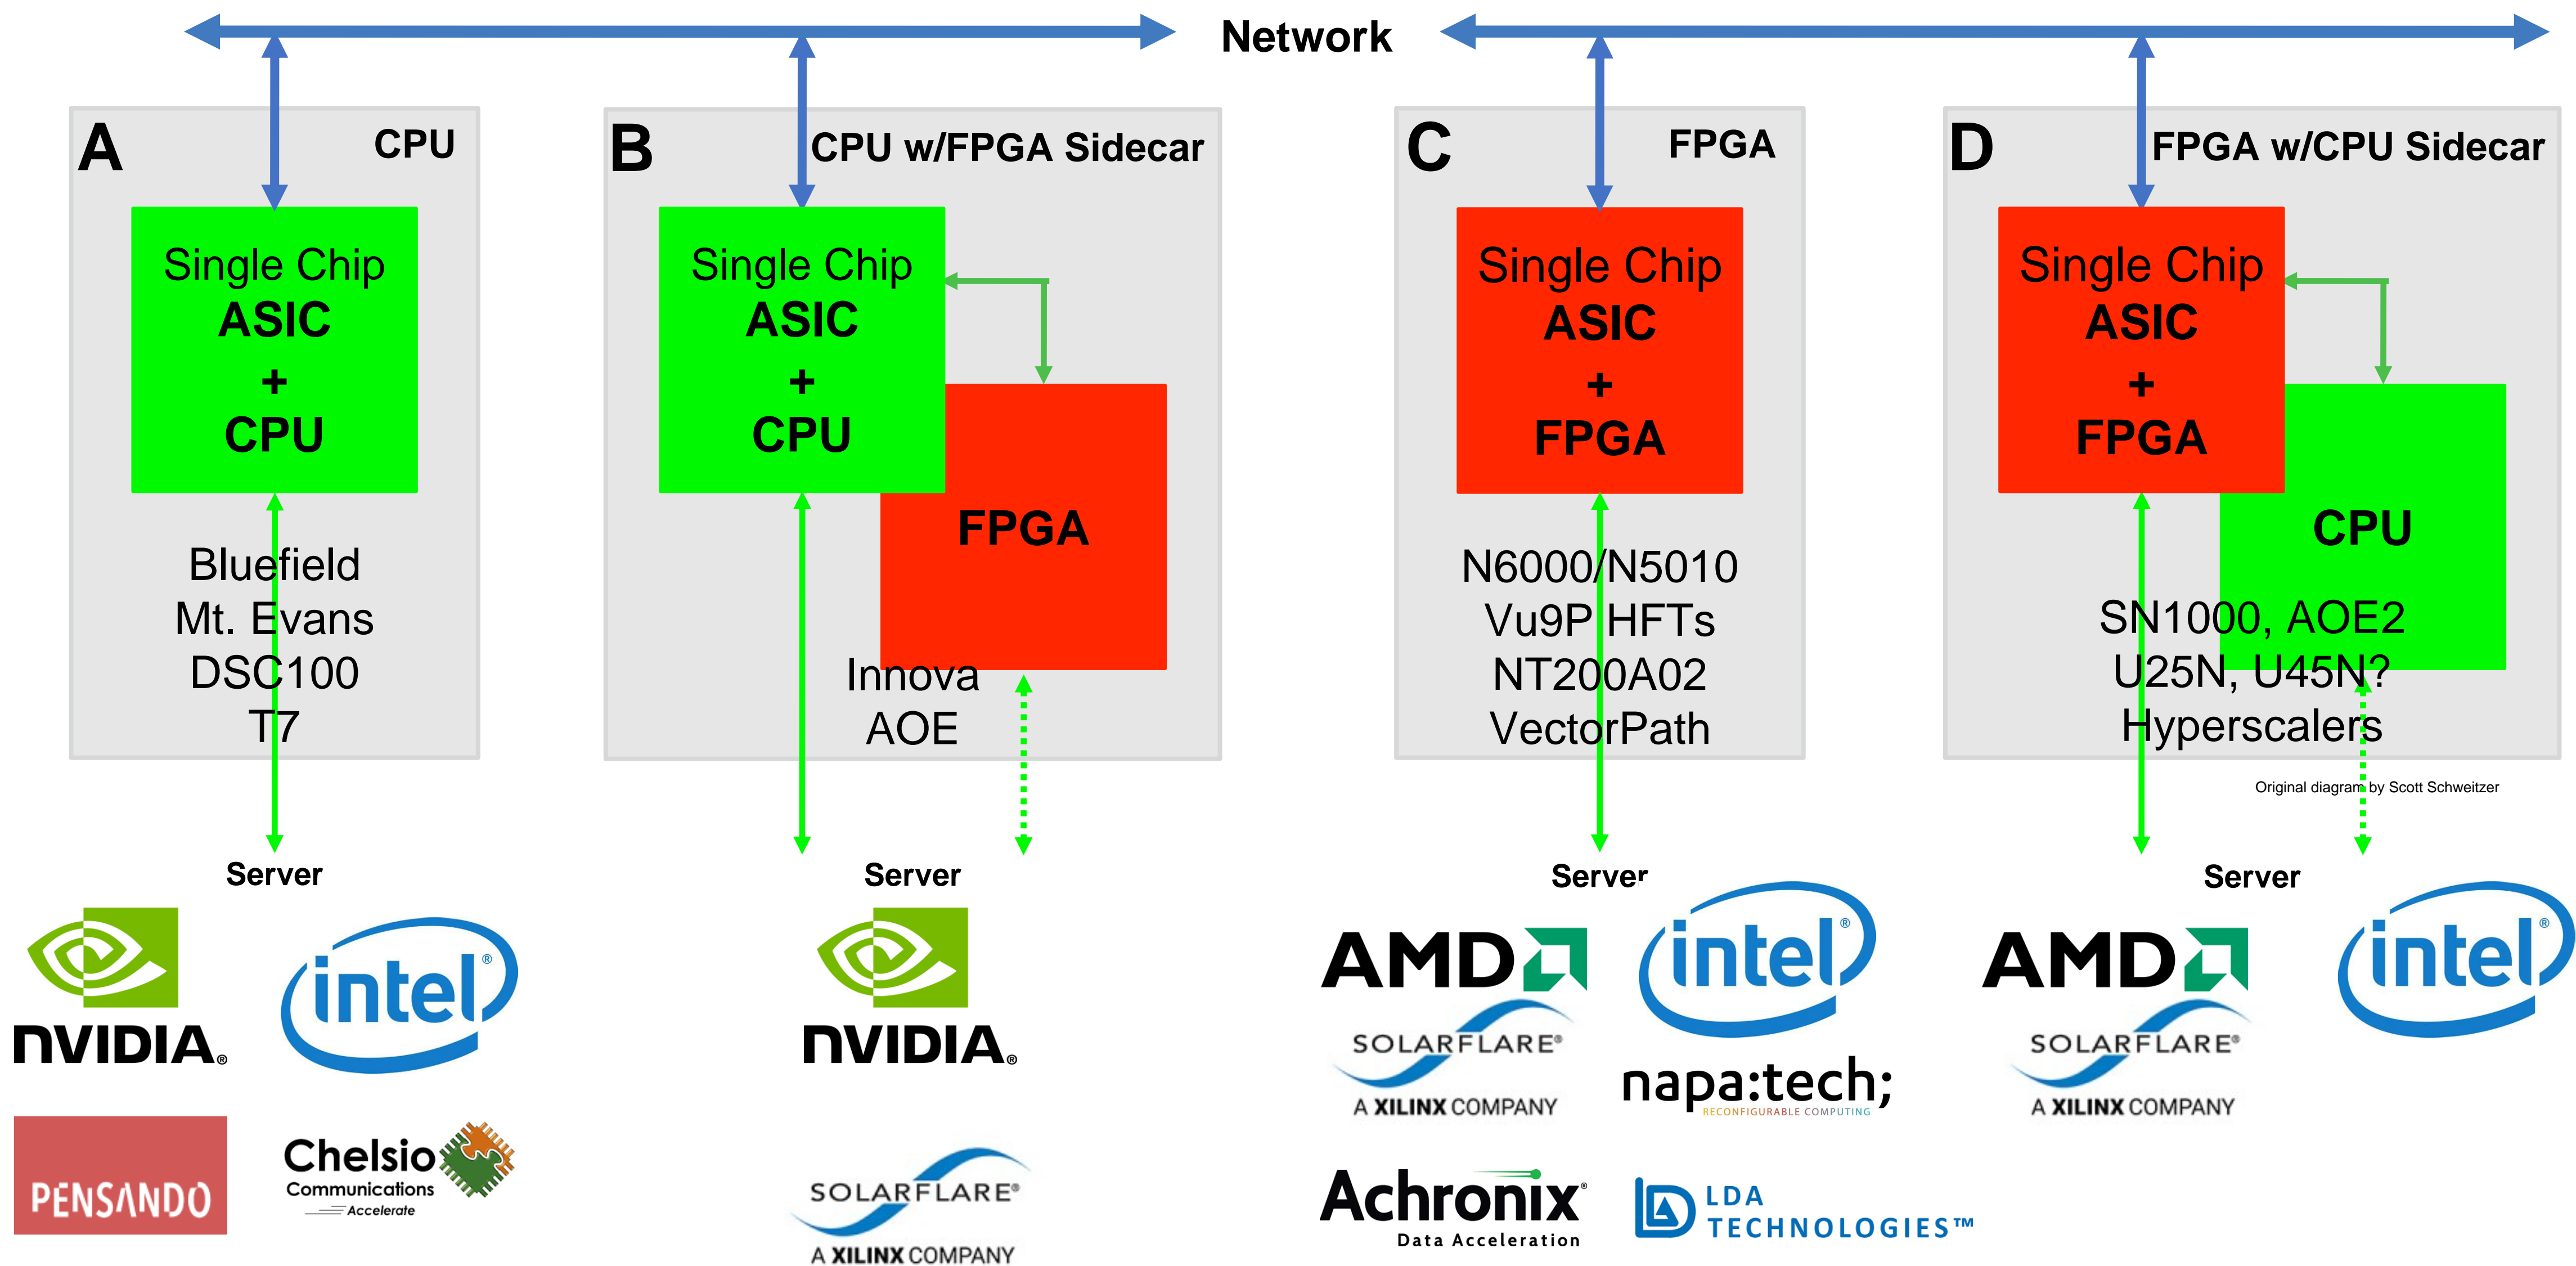 Network
A
CPU
Single Chip
ASIC
+
CPU
Bluefield
Mt. Evans
DSC100
T7
Server
B
CPU w/FPGA Sidecar
Single Chip
ASIC
+
CPU
FPGA
Innova
AOE
Server
C
FPGA
Single Chip
ASIC
+
FPGA
N6000/N5010
Vu9P HFTs
NT200A02
VectorPath
Server
D
FPGA w/CPU Sidecar
Single Chip
ASIC
+
FPGA
CPU
SN1000, AOE2
U25N, U45N?
Hyperscalers
Original diagram by Scott Schweitzer
Server
NVIDIA®
intel®
PENSANDO
Chelsio
Communications
Accelerate
NVIDIA®
SOLARFLARE®
A XILINX COMPANY
AMD
intel®
SOLARFLARE®
A XILINX COMPANY
napa:tech;
RECONFIGURABLE COMPUTING
Achronix®
Data Acceleration
LDA
TECHNOLOGIES™
AMD
intel®
SOLARFLARE®
A XILINX COMPANY